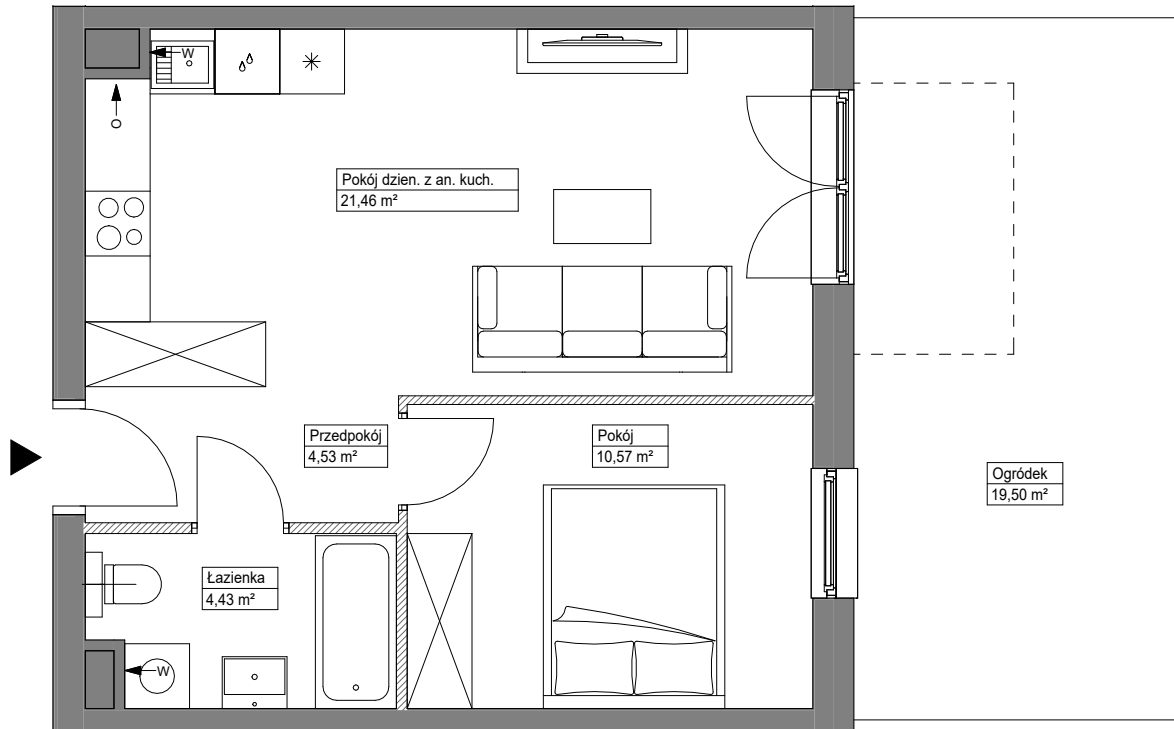 W
O
Pokój dzien. z an. kuch.
21,46 m²
Przedpokój
4,53 m²
Pokój
10,57 m²
Ogródek
19,50 m²
Łazienka
4,43 m²
W